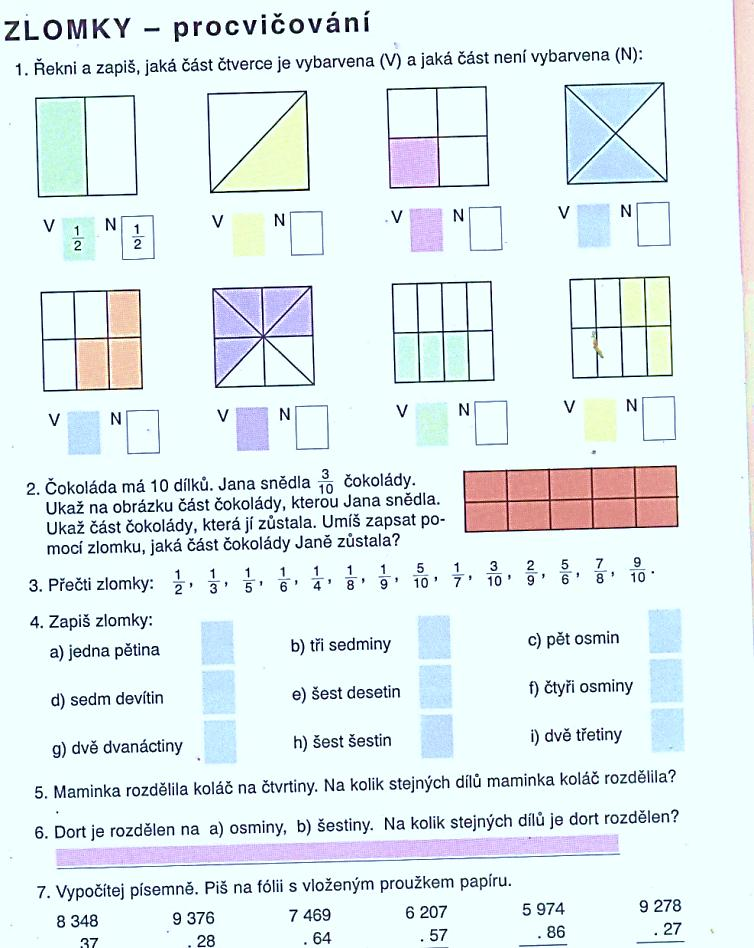 ZLOMKY – procvičování
1. Řekni a zapiš, jaká část čtverce je vybarvena (V) a jaká část není vybarvena (N):
V 1/2 N 1/2 V N V N V N
V N V N V N V N
2. Čokoláda má 10 dílků. Jana snědla 3/10 čokolády.
Ukaž na obrázku část čokolády, kterou Jana snědla.
Ukaž část čokolády, která jí zůstala. Umíš zapsat po-
mocí zlomku, jaká část čokolády Janě zůstala?
3. Přečti zlomky: 1/2, 1/3, 1/5, 1/6, 1/4, 1/8, 1/9, 5/10, 1/7, 3/10, 2/9, 5/6, 7/8, 9/10.
4. Zapiš zlomky:
a) jedna pětina b) tři sedminy c) pět osmin
d) sedm devítin e) šest desetin f) čtyři osminy
g) dvě dvanáctiny h) šest šestin i) dvě třetiny
5. Maminka rozdělila koláč na čtvrtiny. Na kolik stejných dílů maminka koláč rozdělila?
6. Dort je rozdělen na a) osminy, b) šestiny. Na kolik stejných dílů je dort rozdělen?
7. Vypočítej písemně. Piš na fólii s vloženým proužkem papíru.
8 348 9 376 7 469 6 207 5 974 9 278
37 . 28 . 64 . 57 . 86 . 27